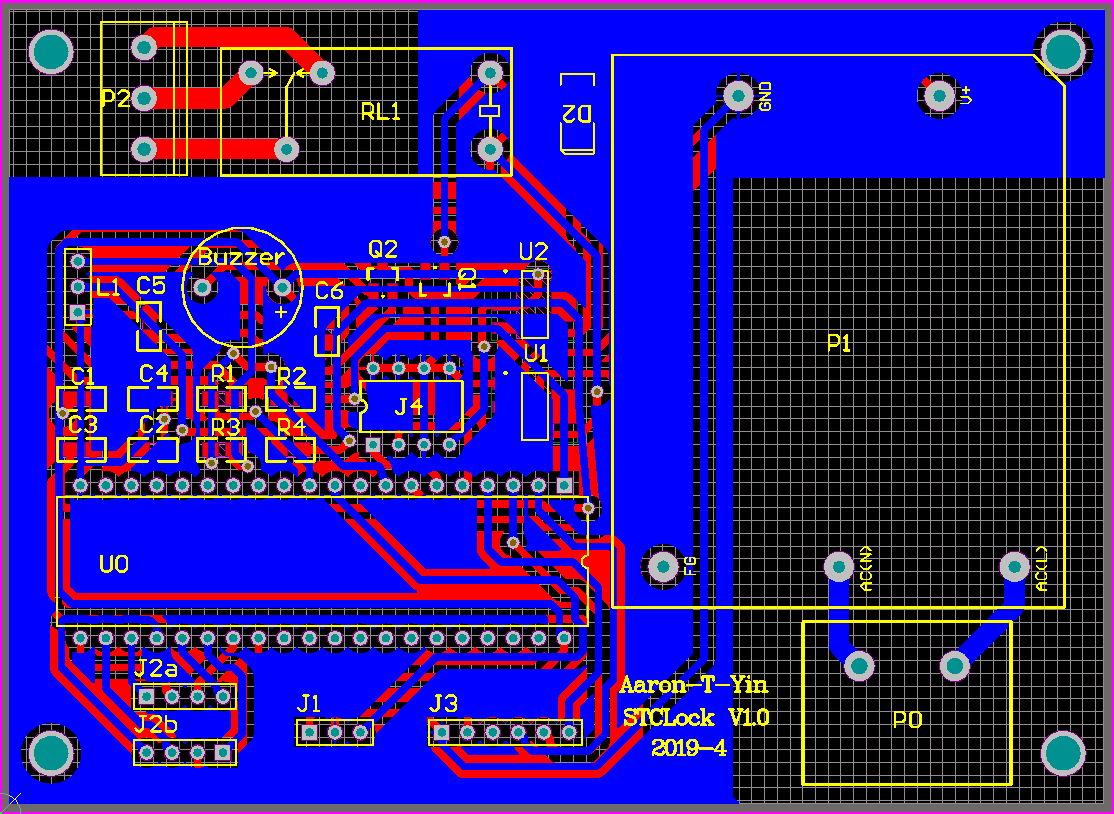 P2
RL1
D2
GND
V+
Buzzer
Q2
Q1
U2
L1
C5
C6
+
U1
P1
C1
C4
R1
R2
J4
C3
C2
R3
R4
U0
FG
AC(N)
AC(L)
J2a
J2b
J1
J3
Aaron-T-Yin
STCLock V1.0
2019-4
P0